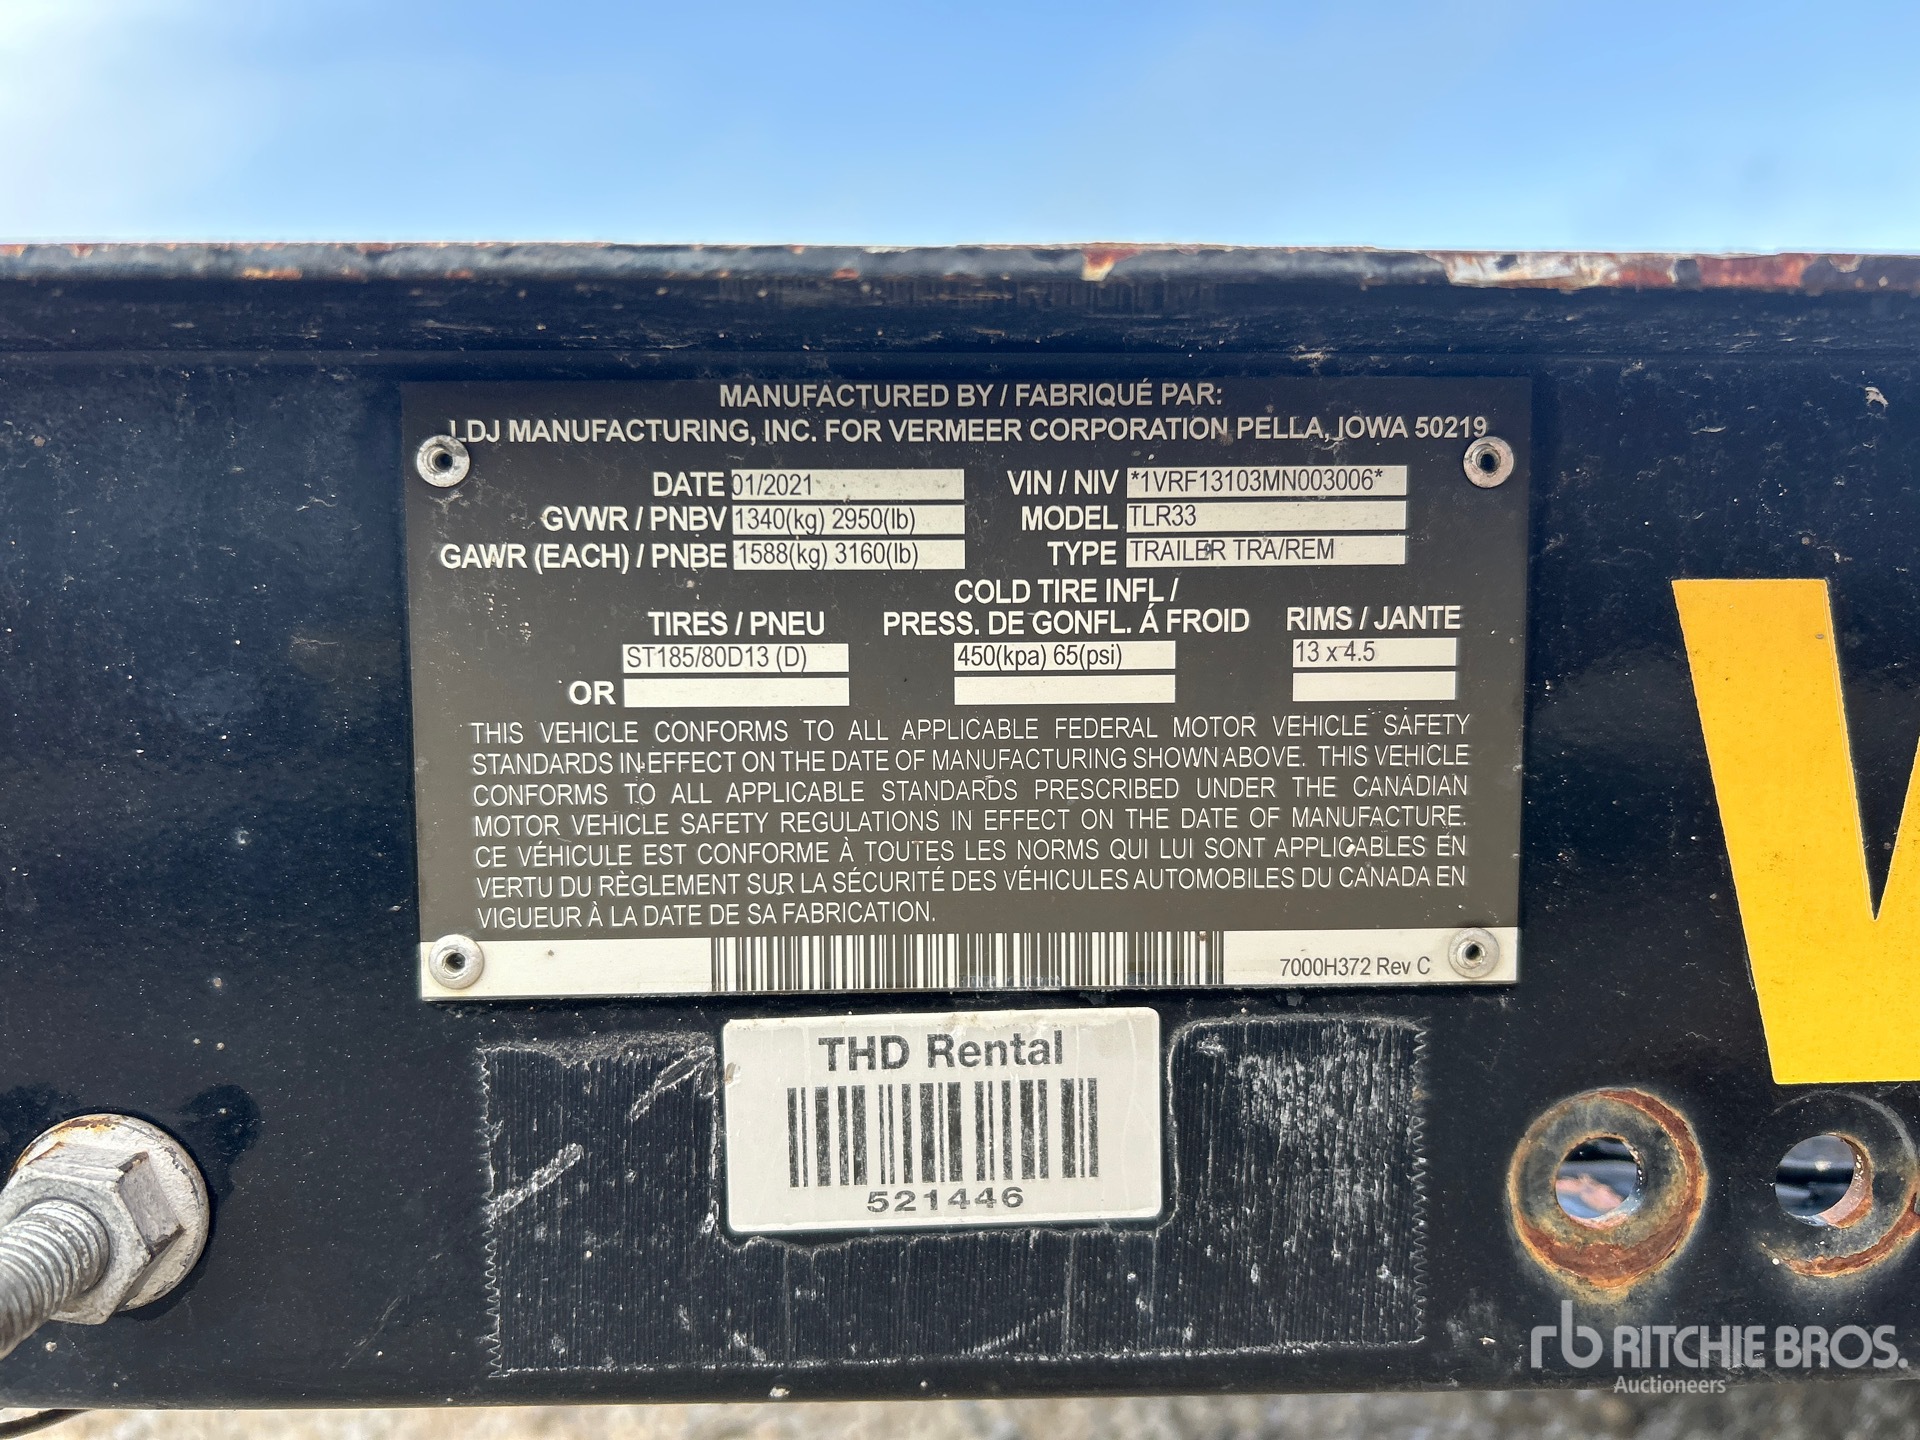 MANUFACTURED BY / FABRIQUÉ PAR:
LDJ MANUFACTURING, INC. FOR VERMEER CORPORATION PELLA, IOWA 50219
DATE 01/2021 VIN / NIV *1VRF13103MN003006*
GVWR / PNBV 1340(kg) 2950(lb) MODEL TLR33
GAWR (EACH) / PNBE 1588(kg) 3160(lb) TYPE TRAILER TRA/REM
COLD TIRE INFL /
TIRES / PNEU PRESS. DE GONFL. Á FROID RIMS / JANTE
ST185/80D13 (D) 450(kpa) 65(psi) 13 x 4.5
OR
THIS VEHICLE CONFORMS TO ALL APPLICABLE FEDERAL MOTOR VEHICLE SAFETY
STANDARDS IN EFFECT ON THE DATE OF MANUFACTURING SHOWN ABOVE. THIS VEHICLE
CONFORMS TO ALL APPLICABLE STANDARDS PRESCRIBED UNDER THE CANADIAN
MOTOR VEHICLE SAFETY REGULATIONS IN EFFECT ON THE DATE OF MANUFACTURE.
CE VÉHICULE EST CONFORME À TOUTES LES NORMS QUI LUI SONT APPLICABLES EN
VERTU DU RÈGLEMENT SUR LA SÉCURITÉ DES VÉHICULES AUTOMOBILES DU CANADA EN
VIGUEUR À LA DATE DE SA FABRICATION.
7000H372 Rev C
THD Rental
521446
rb RITCHIE BROS.
Auctioneers